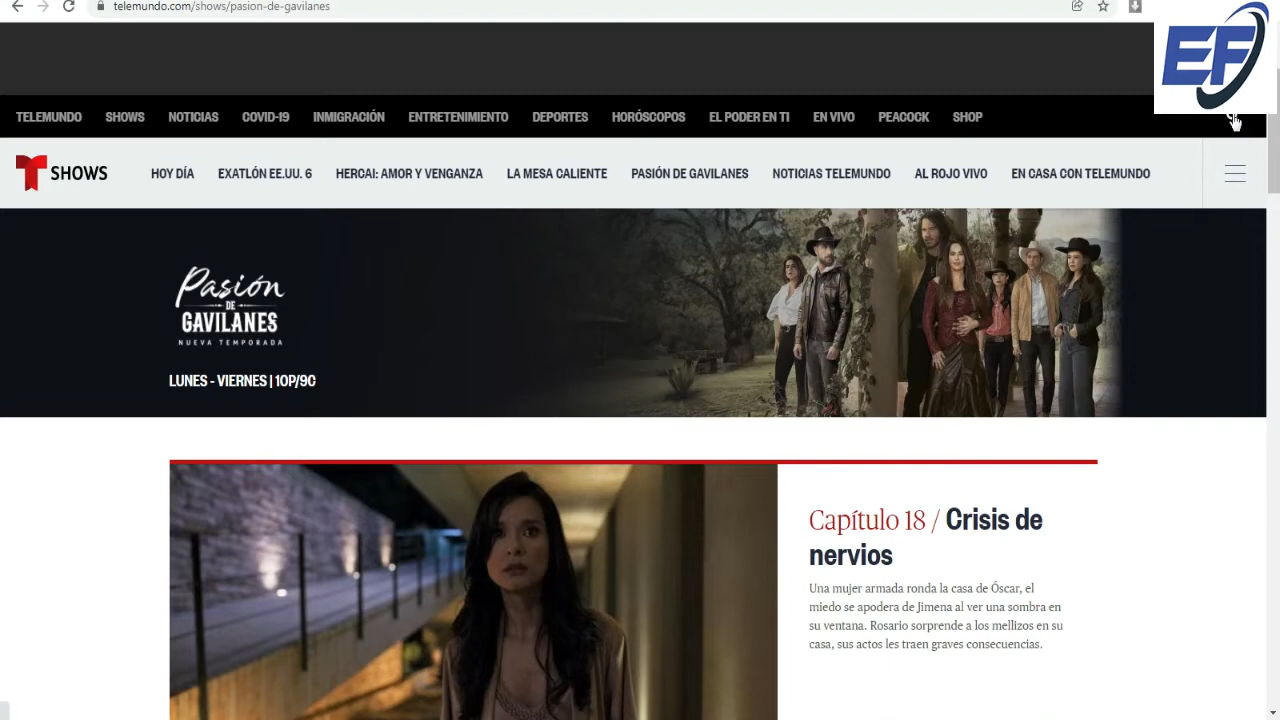 telemundo.com/shows/pasion-de-gavilanes
EF
TELEMUNDO SHOWS NOTICIAS COVID-19 INMIGRACIÓN ENTRETENIMIENTO DEPORTES HORÓSCOPOS EL PODER EN TI EN VIVO PEACOCK SHOP
SHOWS HOY DÍA EXATLÓN EE.UU. 6 HERCAI: AMOR Y VENGANZA LA MESA CALIENTE PASIÓN DE GAVILANES NOTICIAS TELEMUNDO AL ROJO VIVO EN CASA CON TELEMUNDO
Pasión
DE
GAVILANES
NUEVA TEMPORADA
LUNES - VIERNES | 10P/9C
Capítulo 18 / Crisis de
nervios
Una mujer armada ronda la casa de Óscar, el
miedo se apodera de Jimena al ver una sombra en
su ventana. Rosario sorprende a los mellizos en su
casa, sus actos les traen graves consecuencias.